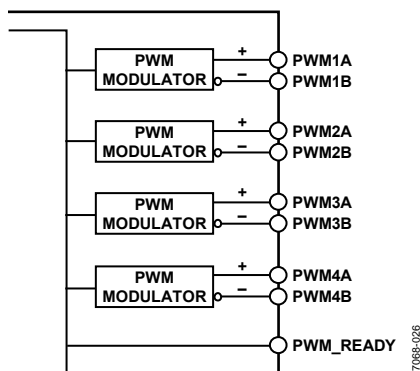 PWM
MODULATOR
+
PWM1A
–
PWM1B
PWM
MODULATOR
+
PWM2A
–
PWM2B
PWM
MODULATOR
+
PWM3A
–
PWM3B
PWM
MODULATOR
+
PWM4A
–
PWM4B
PWM_READY
7068-026